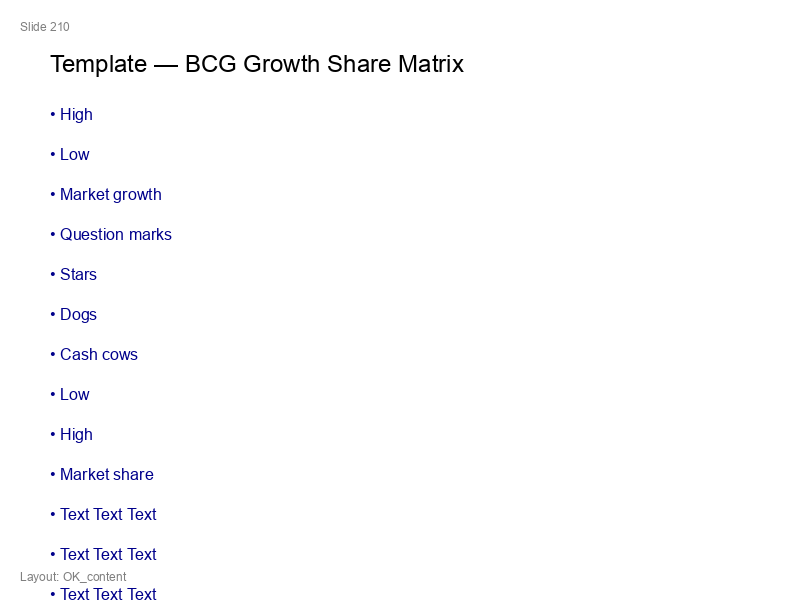 Slide 210
Template — BCG Growth Share Matrix
• High
• Low
• Market growth
• Question marks
• Stars
• Dogs
• Cash cows
• Low
• High
• Market share
• Text Text Text
• Text Text Text
Layout: OK_content
• Text Text Text